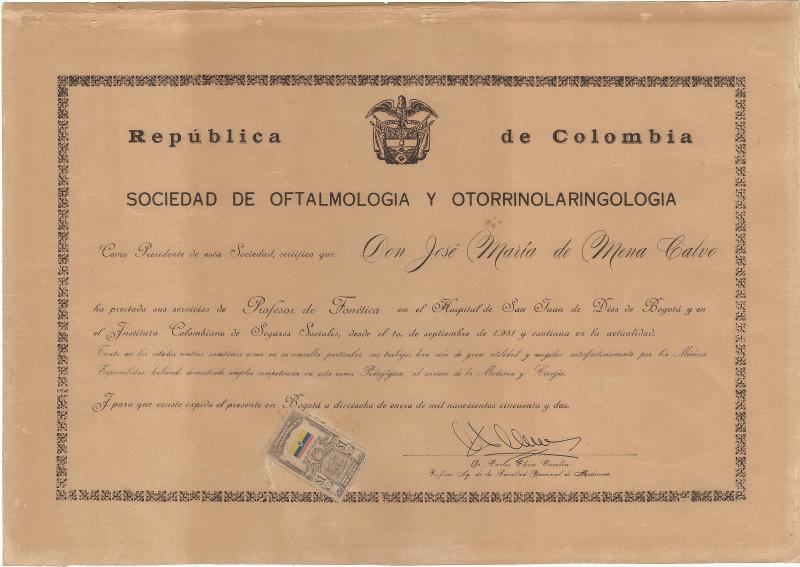 República de Colombia
SOCIEDAD DE OFTALMOLOGIA Y OTORRINOLARINGOLOGIA
Como Presidente de esta Sociedad, certifico que Don José María de Mena Calvo
ha prestado sus servicios de Profesor de Fonética en el Hospital de San Juan de Dios de Bogotá y en
el Instituto Colombiano de Seguros Sociales, desde el 1o. de septiembre de 1.951 y continúa en la actualidad.
Tanto en los citados centros sanitarios como en su consulta particular, sus trabajos han sido de gran utilidad y acogidos satisfactoriamente por los Médicos
Especialistas; habiendo demostrado amplia competencia en esta rama Pedagógica, al servicio de la Medicina y Cirugía.
Y para que conste expido el presente en Bogotá a dieciocho de enero de mil novecientos cincuenta y dos.
Dr. Carlos
Profesor Ag. de la Facultad Nacional de Medicina